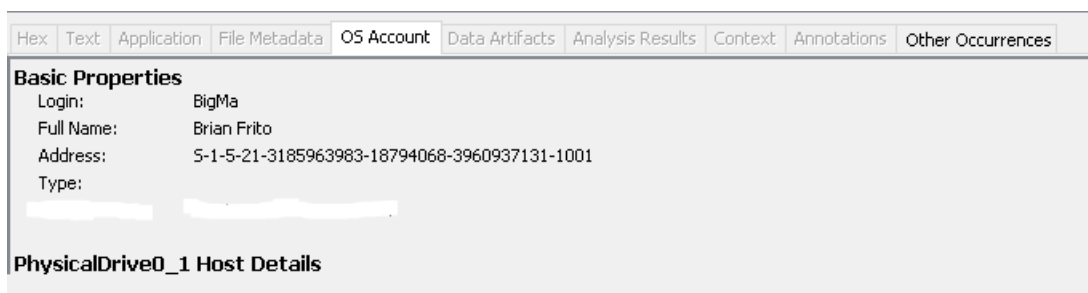 Hex Text Application File Metadata OS Account Data Artifacts Analysis Results Context Annotations Other Occurrences
Basic Properties
Login: BigMa
Full Name: Brian Frito
Address: S-1-5-21-3185963983-18794068-3960937131-1001
Type:
PhysicalDrive0_1 Host Details